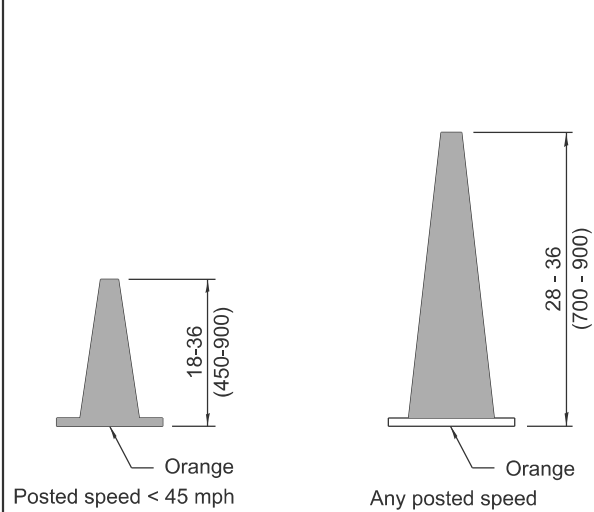 18-36
(450-900)
Orange
Posted speed < 45 mph
28 - 36
(700 - 900)
Orange
Any posted speed